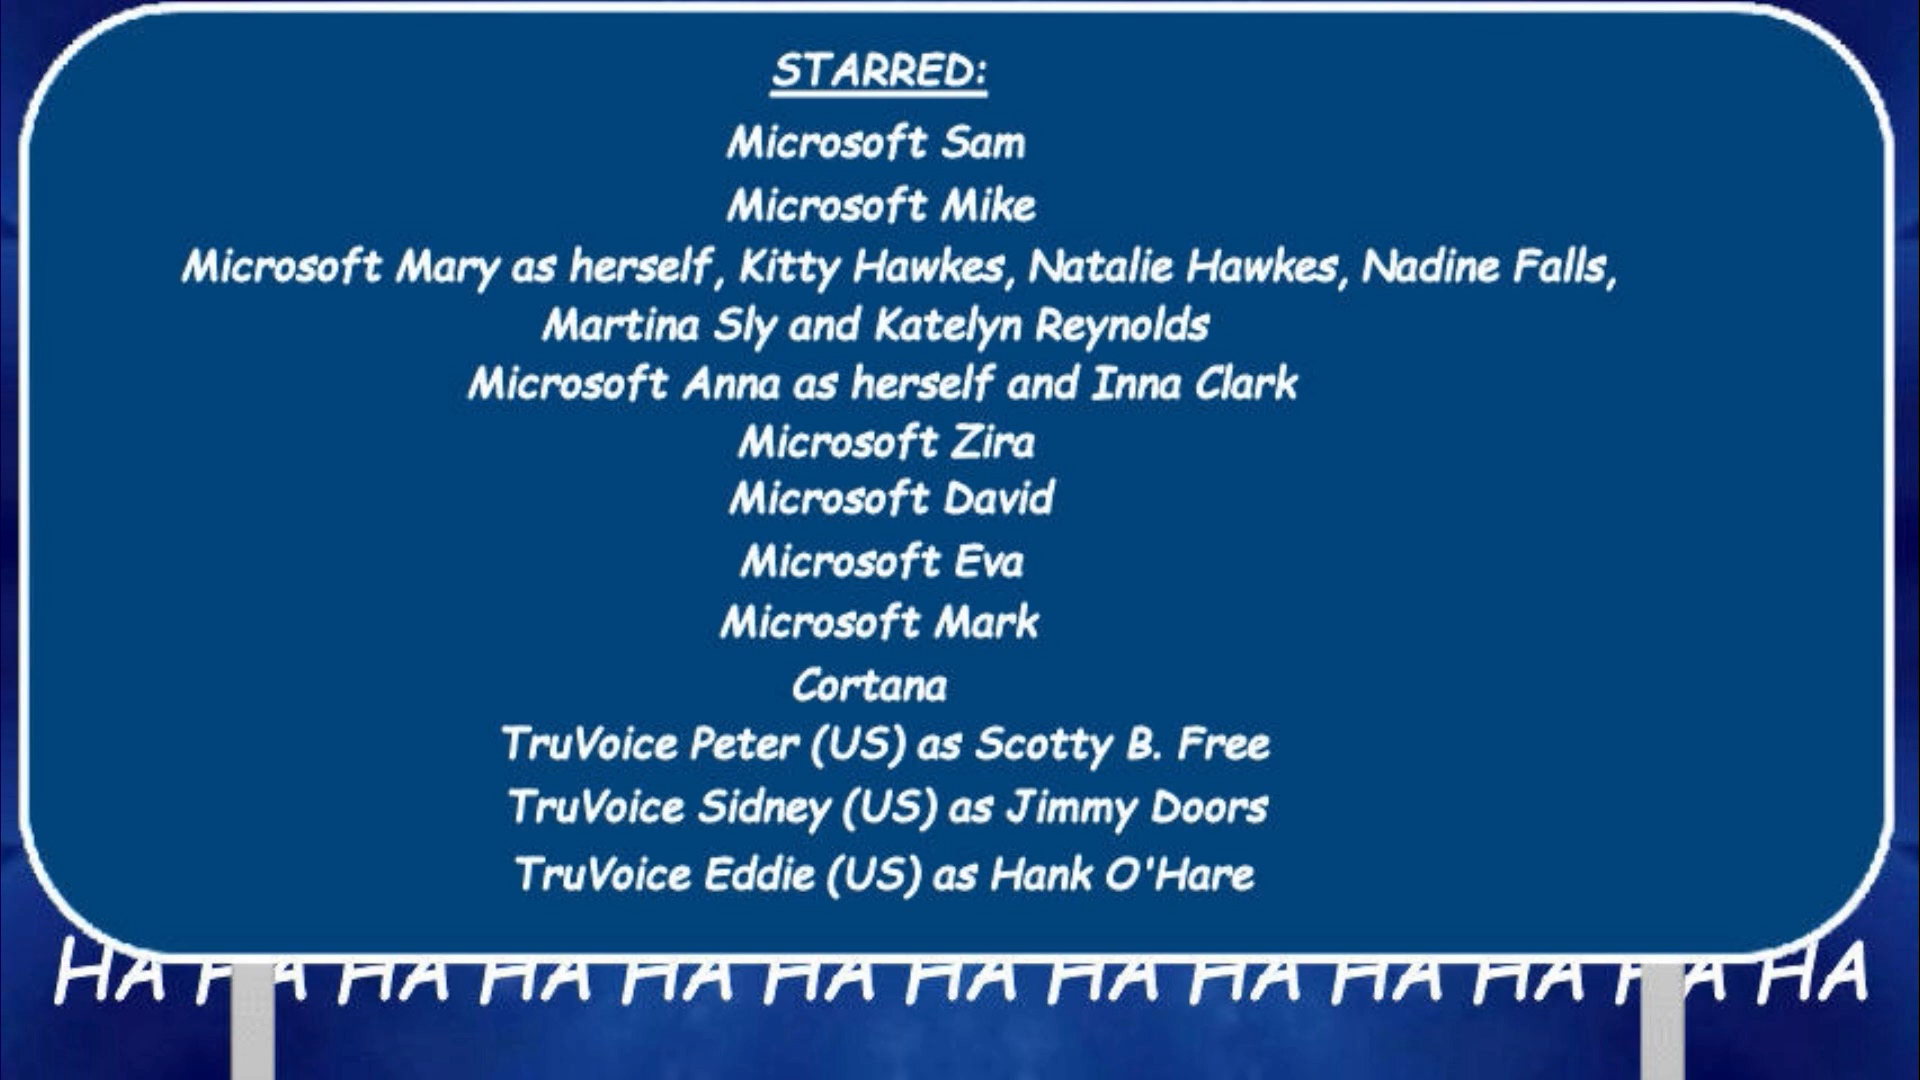 STARRED:
Microsoft Sam
Microsoft Mike
Microsoft Mary as herself, Kitty Hawkes, Natalie Hawkes, Nadine Falls,
Martina Sly and Katelyn Reynolds
Microsoft Anna as herself and Inna Clark
Microsoft Zira
Microsoft David
Microsoft Eva
Microsoft Mark
Cortana
TruVoice Peter (US) as Scotty B. Free
TruVoice Sidney (US) as Jimmy Doors
TruVoice Eddie (US) as Hank O'Hare
HA HA HA HA HA HA HA HA HA HA HA HA HA